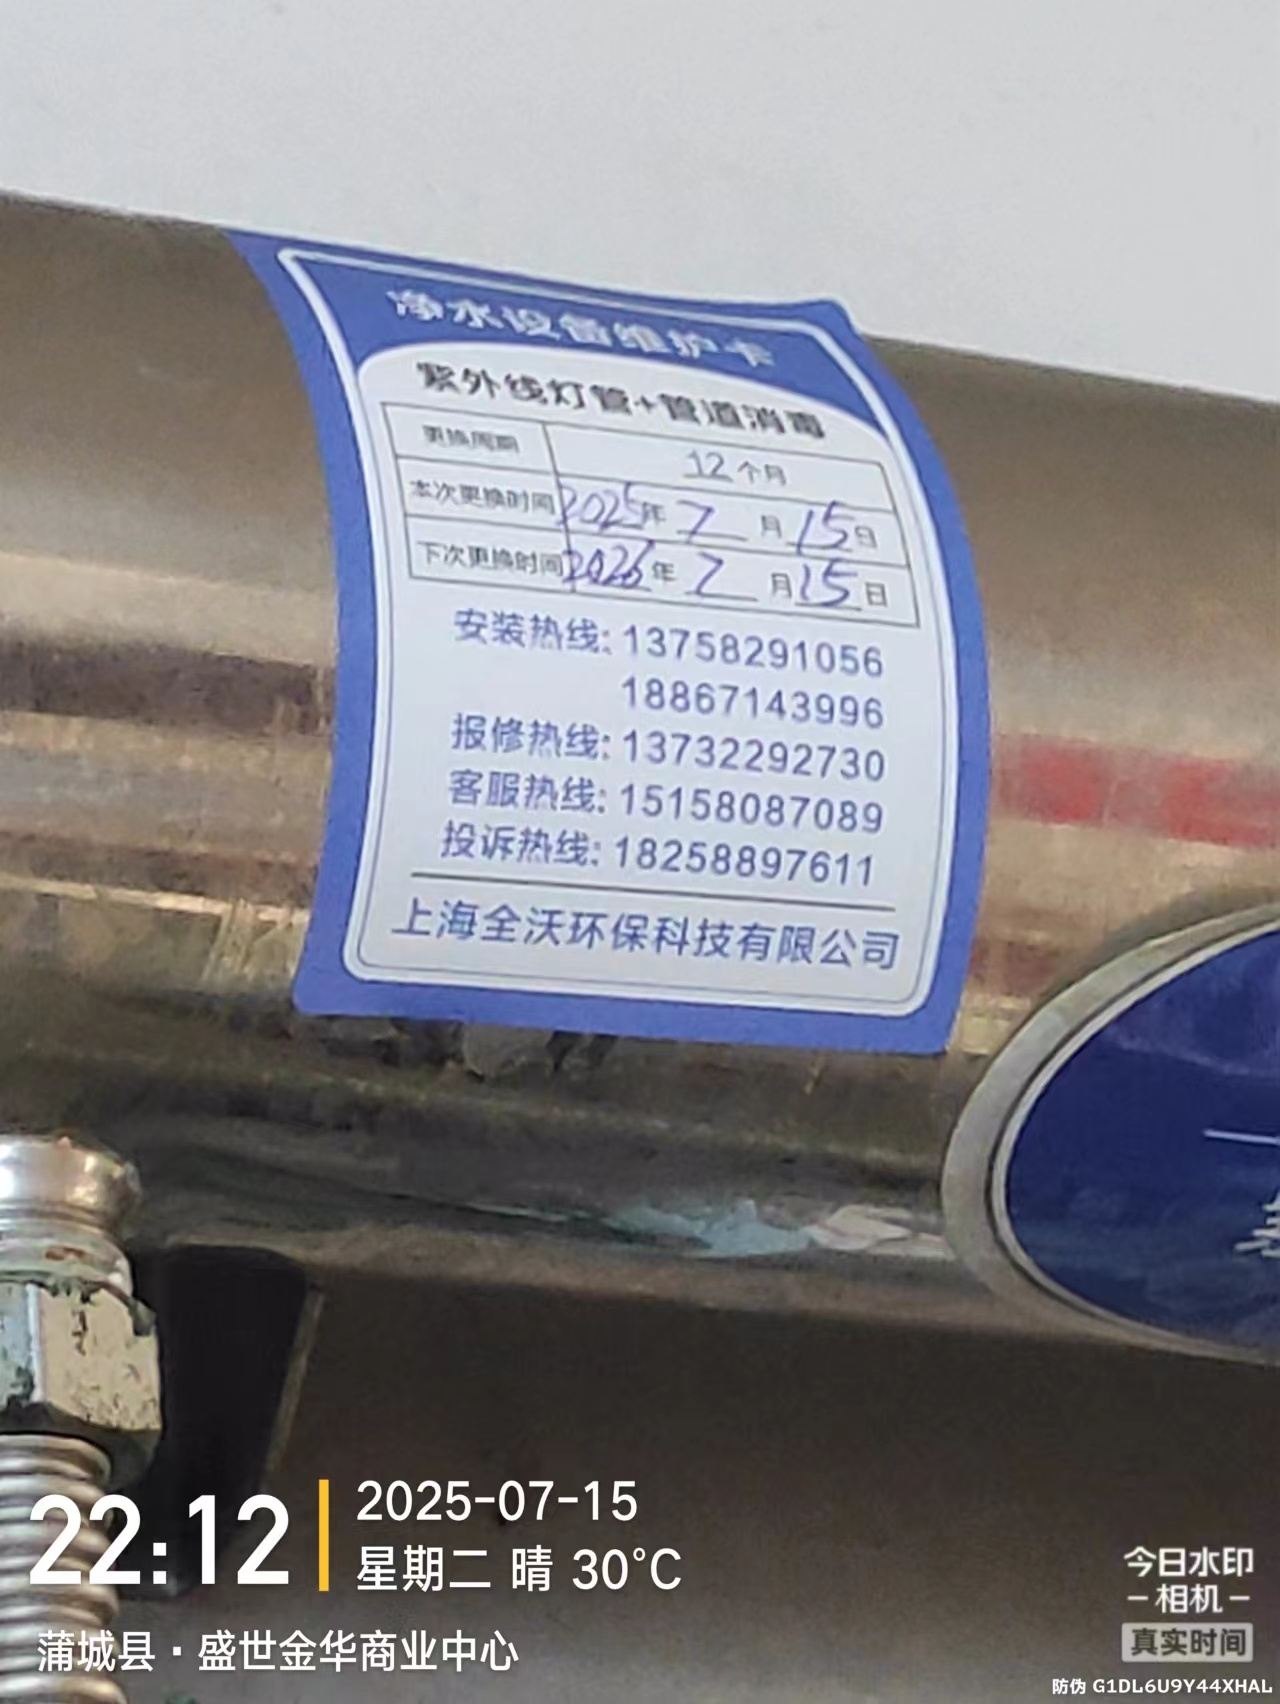 净水设备维护卡
紫外线灯管+管道消毒
更换周期 12个月
本次更换时间 2025年 7 月 15日
下次更换时间 2026年 7 月 15日
安装热线: 13758291056
18867143996
报修热线: 13732292730
客服热线: 15158087089
投诉热线: 18258897611
上海全沃环保科技有限公司
22:12
2025-07-15
星期二 晴 30°C
蒲城县·盛世金华商业中心
今日水印
-相机-
真实时间
防伪 G1DL6U9Y44XHAL